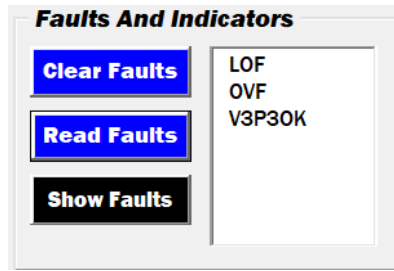 Faults And Indicators
Clear Faults
Read Faults
Show Faults
LOF
OVF
V3P3OK